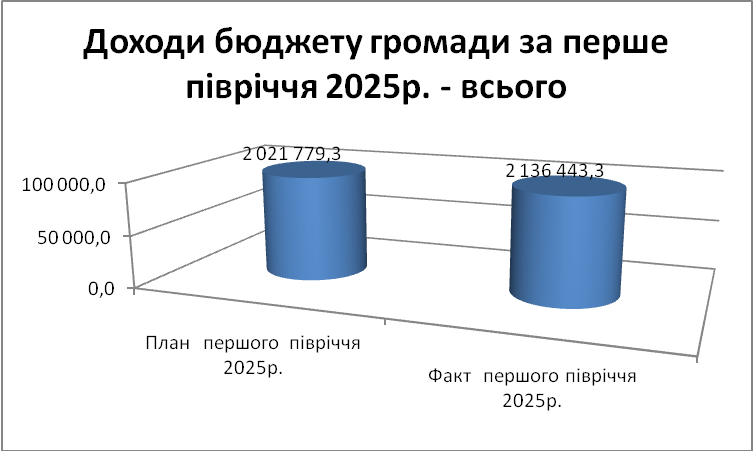 Доходи бюджету громади за перше
півріччя 2025р. - всього
2 021 779,3
2 136 443,3
100 000,0
50 000,0
0,0
План першого півріччя
2025р.
Факт першого півріччя
2025р.